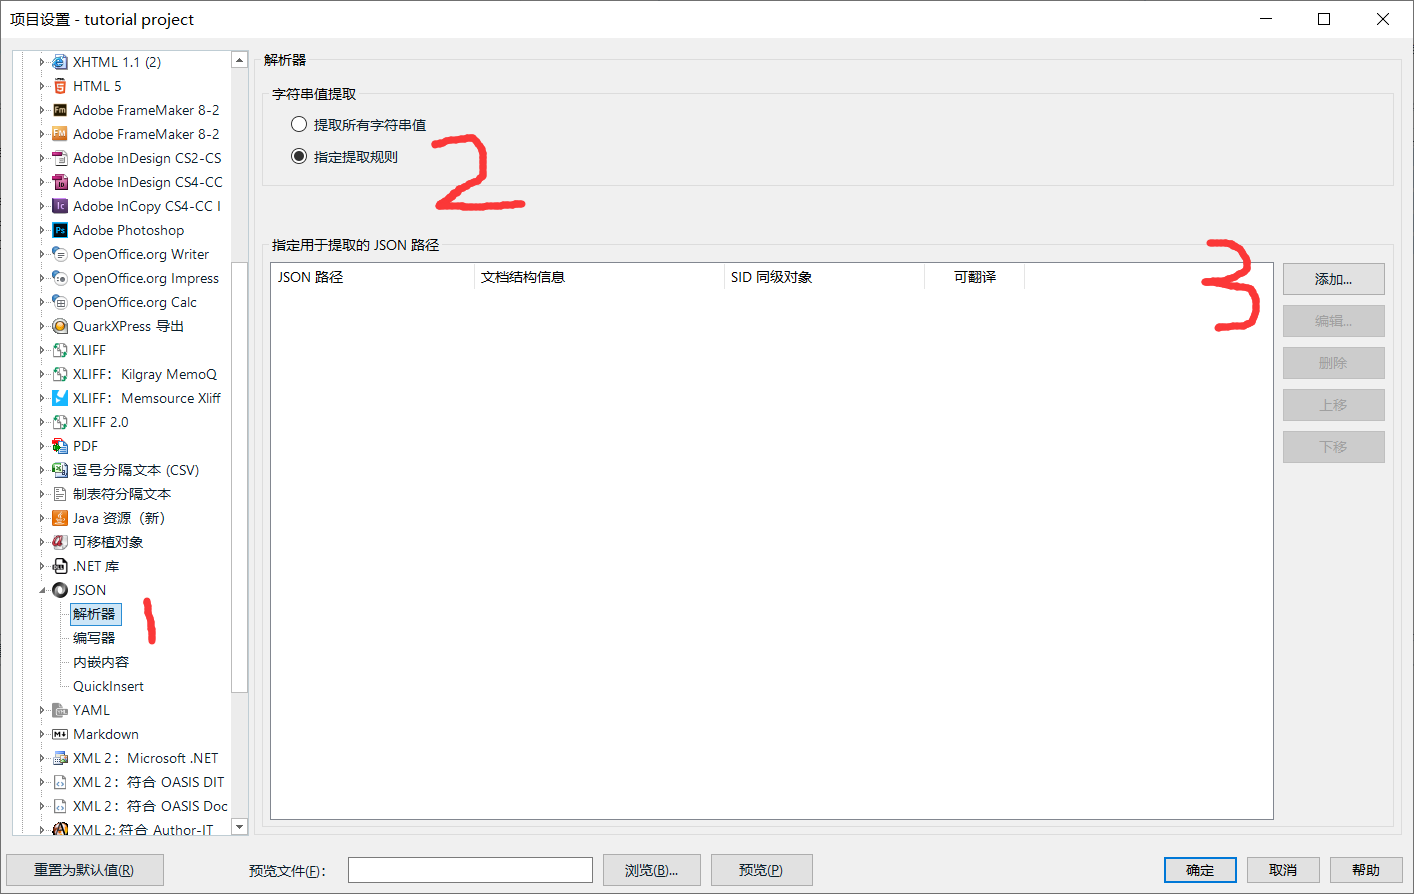 项目设置 - tutorial project
XHTML 1.1 (2)
HTML 5
Adobe FrameMaker 8-2
Adobe FrameMaker 8-2
Adobe InDesign CS2-CS
Adobe InDesign CS4-CC
Adobe InCopy CS4-CC I
Adobe Photoshop
OpenOffice.org Writer
OpenOffice.org Impress
OpenOffice.org Calc
QuarkXPress 导出
XLIFF
XLIFF: Kilgray MemoQ
XLIFF: Memsource Xliff
XLIFF 2.0
PDF
逗号分隔文本 (CSV)
制表符分隔文本
Java 资源（新）
可移植对象
.NET 库
JSON
解析器
1
编写器
内嵌内容
QuickInsert
YAML
Markdown
XML 2: Microsoft .NET
XML 2: 符合 OASIS DIT
XML 2: 符合 OASIS Doc
XML 2: 符合 Author-IT
解析器
字符串值提取
提取所有字符串值
指定提取规则
2
指定用于提取的 JSON 路径
JSON 路径 文档结构信息 SID 同级对象 可翻译
3
添加...
编辑...
删除
上移
下移
重置为默认值(R) 预览文件(F): 浏览(B)... 预览(P) 确定 取消 帮助